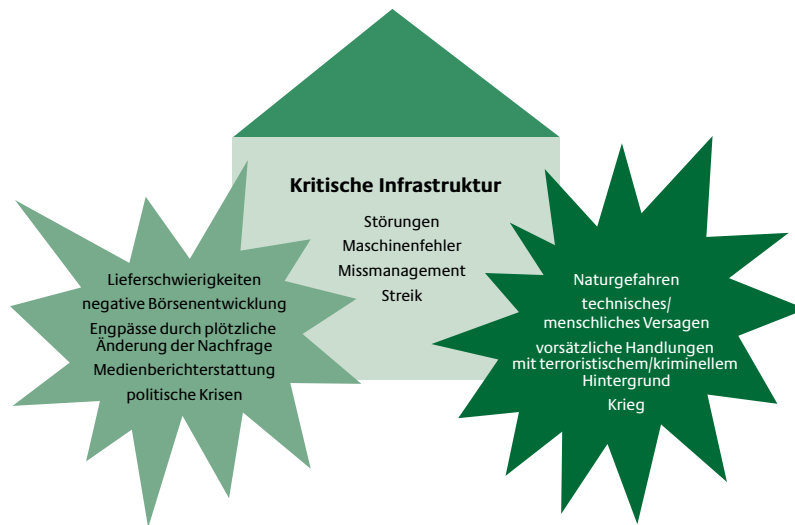 Kritische Infrastruktur
Störungen
Maschinenfehler
Missmanagement
Streik
Lieferschwierigkeiten
negative Börsenentwicklung
Engpässe durch plötzliche
Änderung der Nachfrage
Medienberichterstattung
politische Krisen
Naturgefahren
technisches/
menschliches Versagen
vorsätzliche Handlungen
mit terroristischem/kriminellem
Hintergrund
Krieg